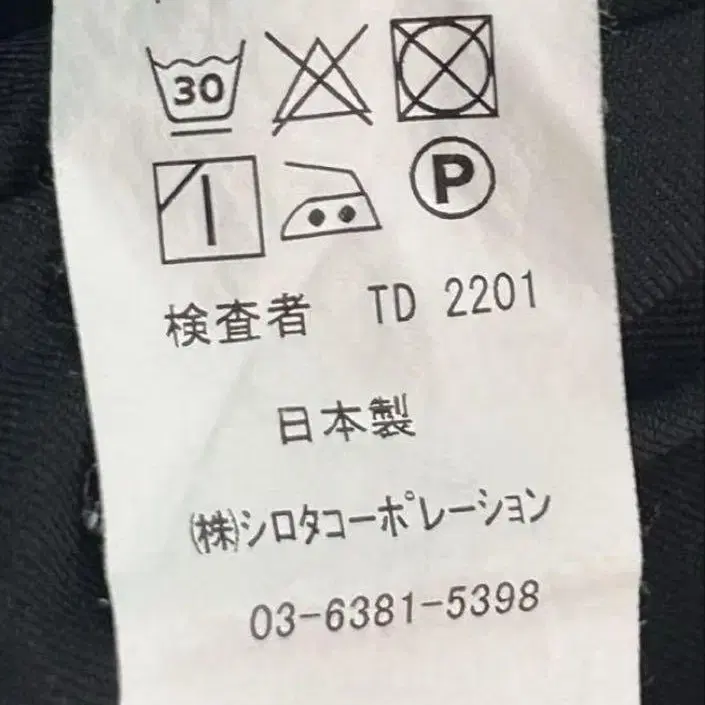 30
P
検査者 TD 2201
日本製
㈱シロタコーポレーション
03-6381-5398